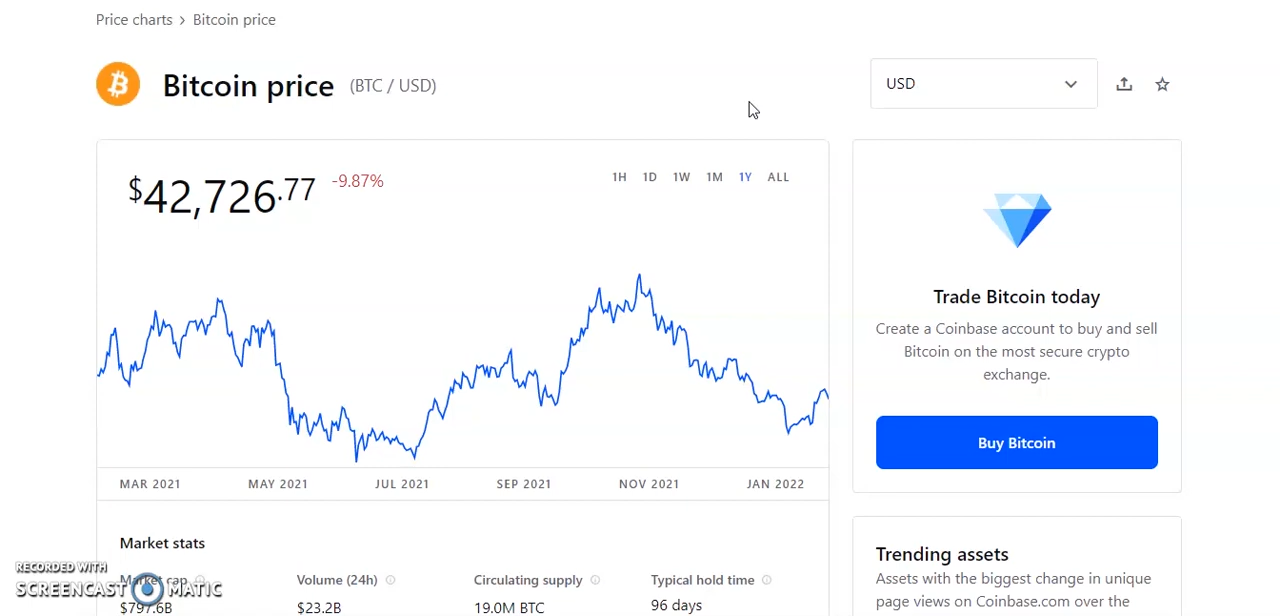 Price charts > Bitcoin price
Bitcoin price (BTC / USD)
USD
$42,726.77 -9.87%
1H 1D 1W 1M 1Y ALL
MAR 2021 MAY 2021 JUL 2021 SEP 2021 NOV 2021 JAN 2022
Trade Bitcoin today
Create a Coinbase account to buy and sell
Bitcoin on the most secure crypto
exchange.
Buy Bitcoin
Market stats
Market cap Volume (24h) Circulating supply Typical hold time
$797.6B $23.2B 19.0M BTC 96 days
Trending assets
Assets with the biggest change in unique
page views on Coinbase.com over the
RECORDED WITH
SCREENCAST MATIC